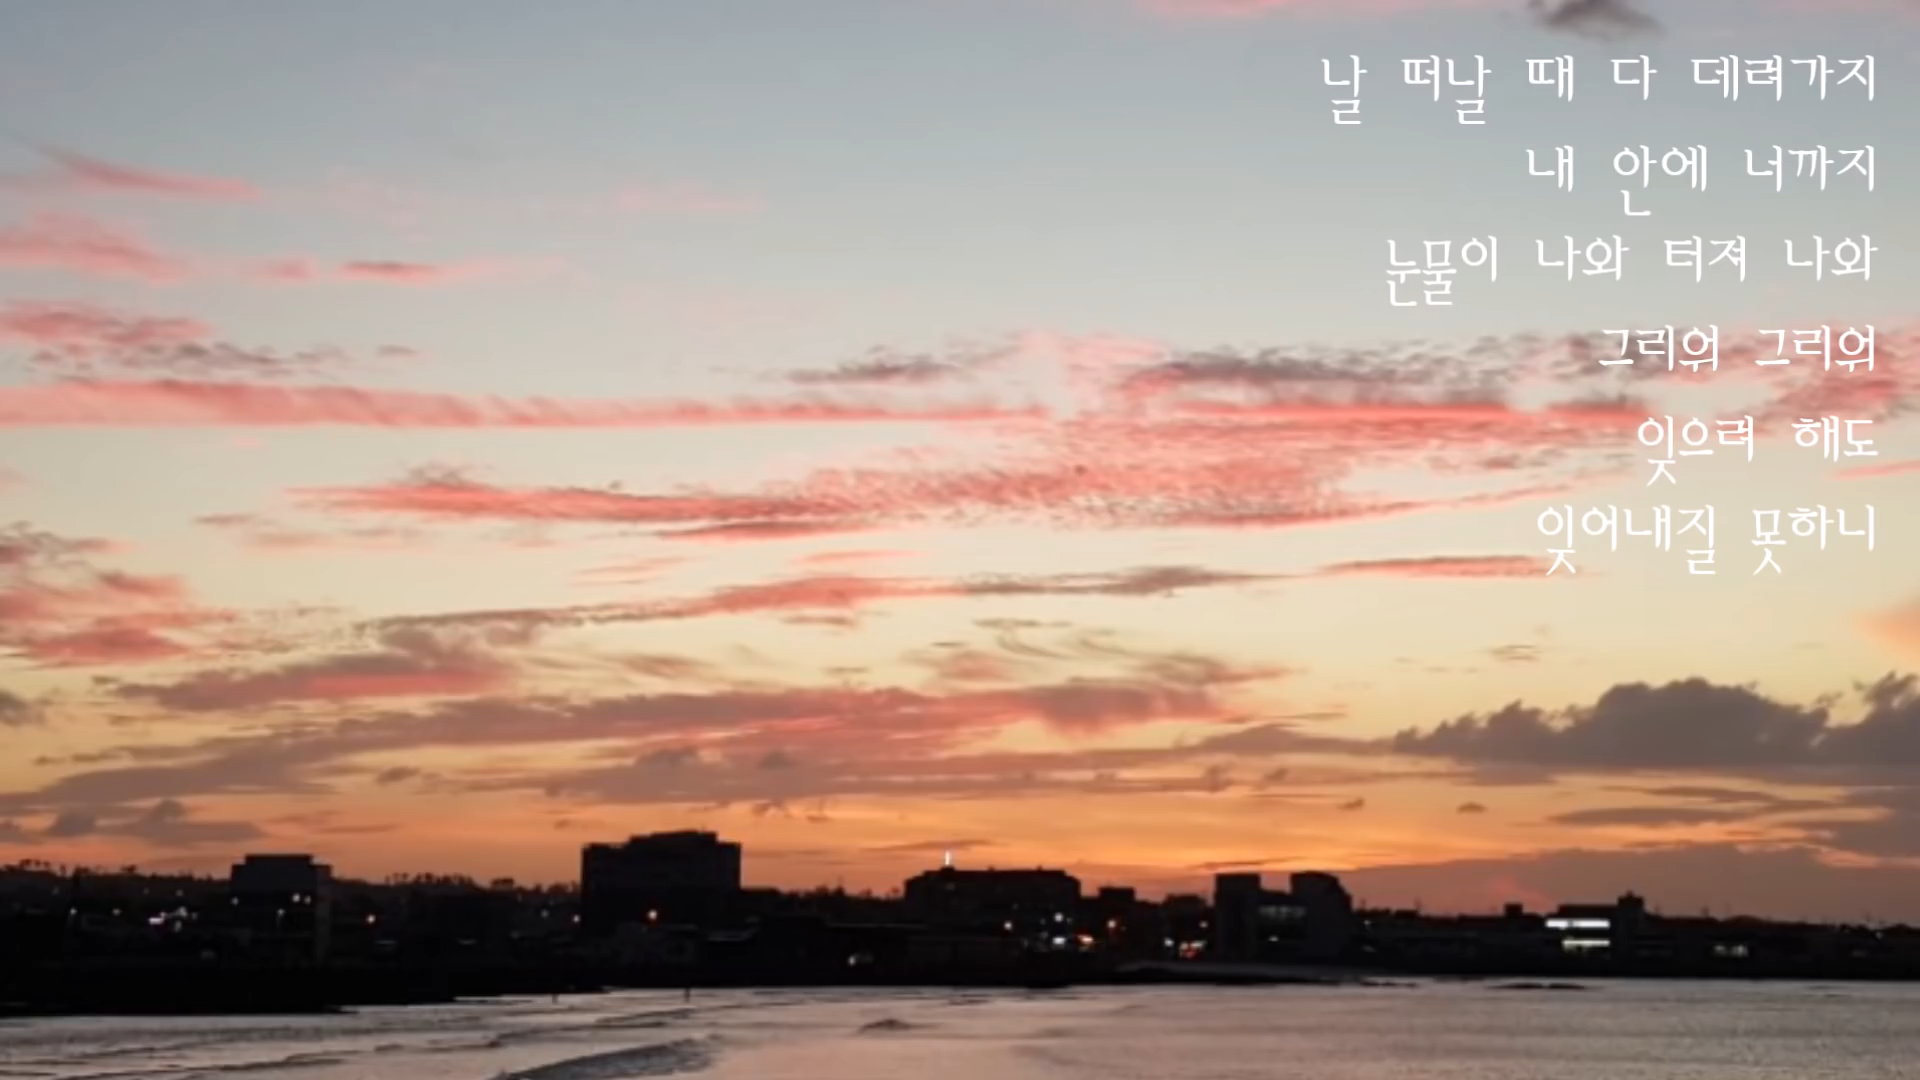 날 떠날 때 다 데려가지
내 안에 너까지
눈물이 나와 터져 나와
그리워 그리워
잊으려 해도
잊어내질 못하니